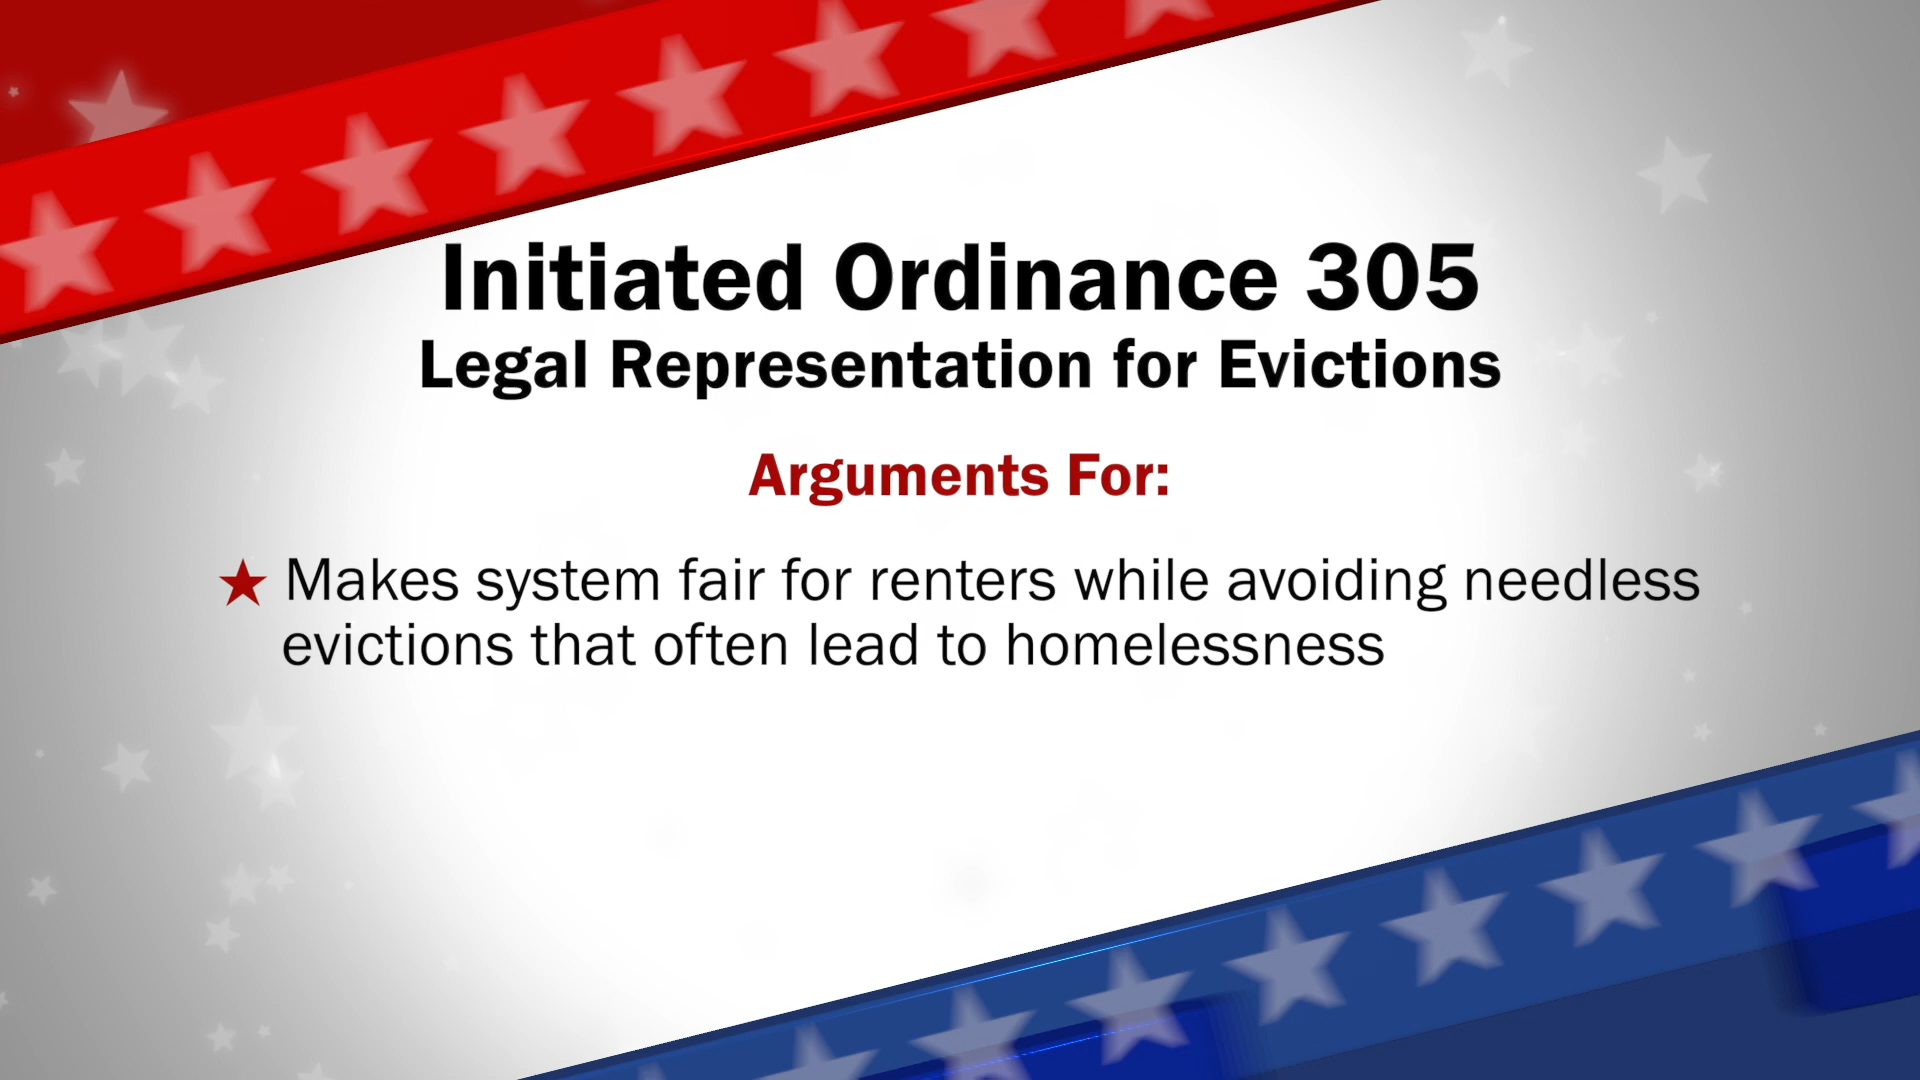 Initiated Ordinance 305
Legal Representation for Evictions
Arguments For:
Makes system fair for renters while avoiding needless
evictions that often lead to homelessness